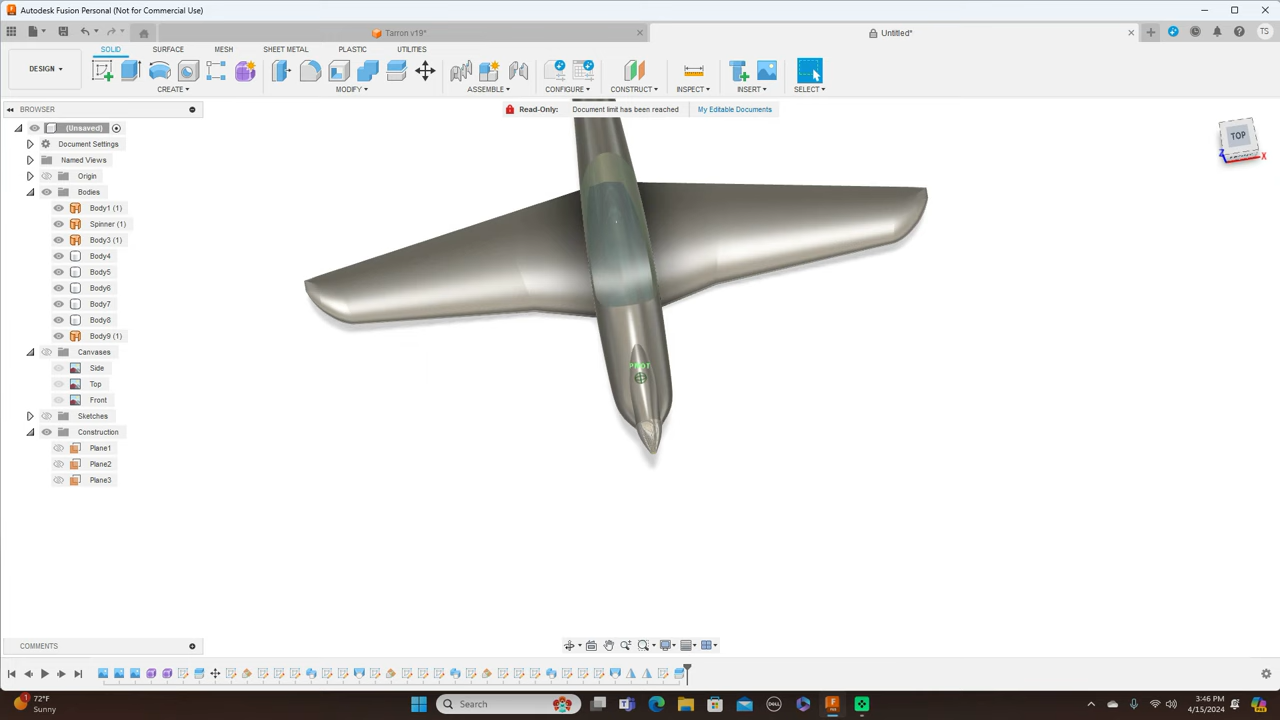 Autodesk Fusion Personal (Not for Commercial Use)
Tarron v19*
Untitled*
TS
DESIGN
SOLID
SURFACE
MESH
SHEET METAL
PLASTIC
UTILITIES
CREATE
MODIFY
ASSEMBLE
CONFIGURE
CONSTRUCT
INSPECT
INSERT
SELECT
BROWSER
Read-Only:
Document limit has been reached
My Editable Documents
(Unsaved)
Document Settings
Named Views
Origin
Bodies
Body1 (1)
Spinner (1)
Body3 (1)
Body4
Body5
Body6
Body7
Body8
Body9 (1)
Canvases
Side
Top
Front
Sketches
Construction
Plane1
Plane2
Plane3
TOP
Z
X
COMMENTS
72°F
Sunny
Search
DELL
3:46 PM
4/15/2024